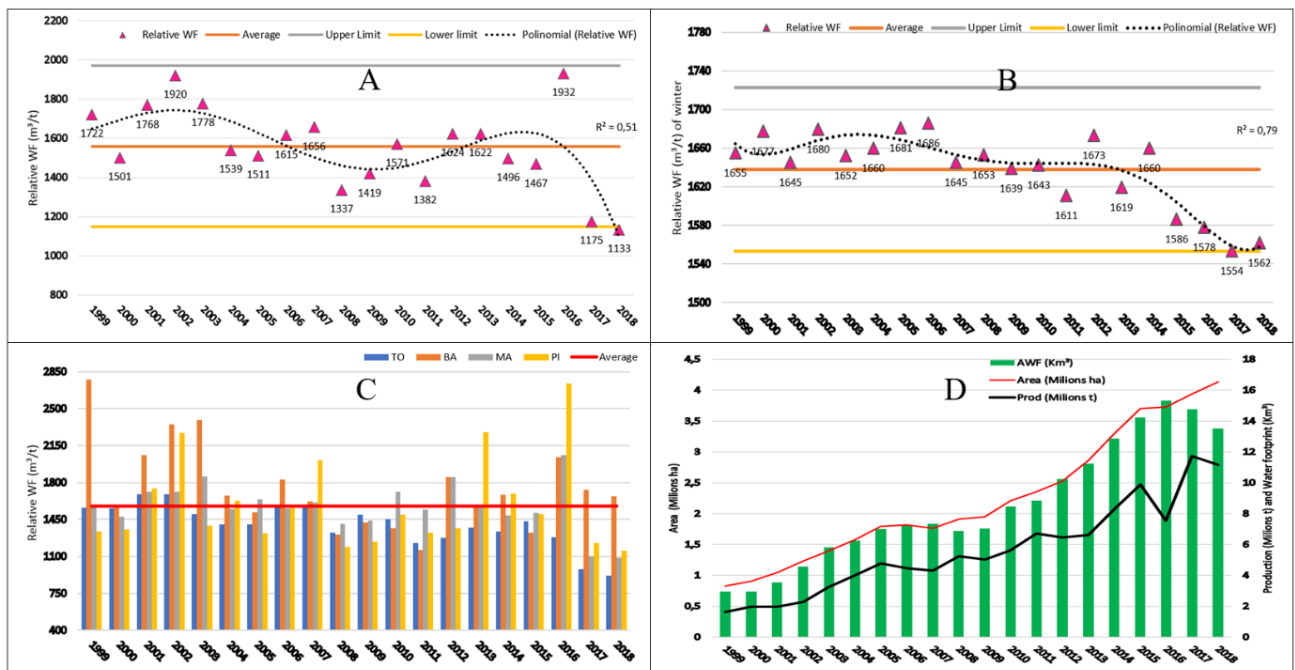 2200
2000
1800
1600
1400
1200
1000
800
Relative WF (m³/t)
Relative WF Average Upper Limit Lower limit Polinomial (Relative WF)
A
R² = 0,51
1722 1501 1768 1920 1778 1539 1511 1615 1656 1337 1419 1571 1382 1624 1622 1496 1467 1932 1175 1133
1999 2000 2001 2002 2003 2004 2005 2006 2007 2008 2009 2010 2011 2012 2013 2014 2015 2016 2017 2018
1780
1740
1700
1660
1620
1580
1540
1500
Relative WF (m³/t) of winter
Relative WF Average Upper Limit Lower limit Polinomial (Relative WF)
B
R² = 0,79
1655 1677 1645 1680 1652 1660 1681 1686 1645 1653 1639 1643 1611 1673 1619 1660 1586 1578 1554 1562
1999 2000 2001 2002 2003 2004 2005 2006 2007 2008 2009 2010 2011 2012 2013 2014 2015 2016 2017 2018
TO BA MA PI Average
C
2850
2500
2150
1800
1450
1100
750
400
Relative WF (m³/t)
1999 2000 2001 2002 2003 2004 2005 2006 2007 2008 2009 2010 2011 2012 2013 2014 2015 2016 2017 2018
D
AWF (Km³)
Area (Milions ha)
Prod (Milions t)
4,5
4
3,5
3
2,5
2
1,5
1
0,5
0
Area (Milions ha)
18
16
14
12
10
8
6
4
2
0
Production (Milions t) and Water footprint (Km³)
1999 2000 2001 2002 2003 2004 2005 2006 2007 2008 2009 2010 2011 2012 2013 2014 2015 2016 2017 2018